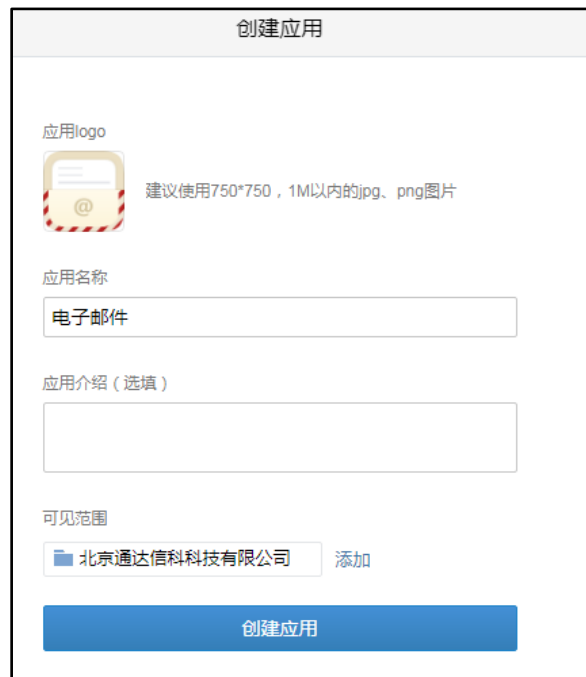 创建应用
应用logo
@
建议使用750*750，1M以内的jpg、png图片
应用名称
电子邮件
应用介绍（选填）
可见范围
北京通达信科科技有限公司 添加
创建应用